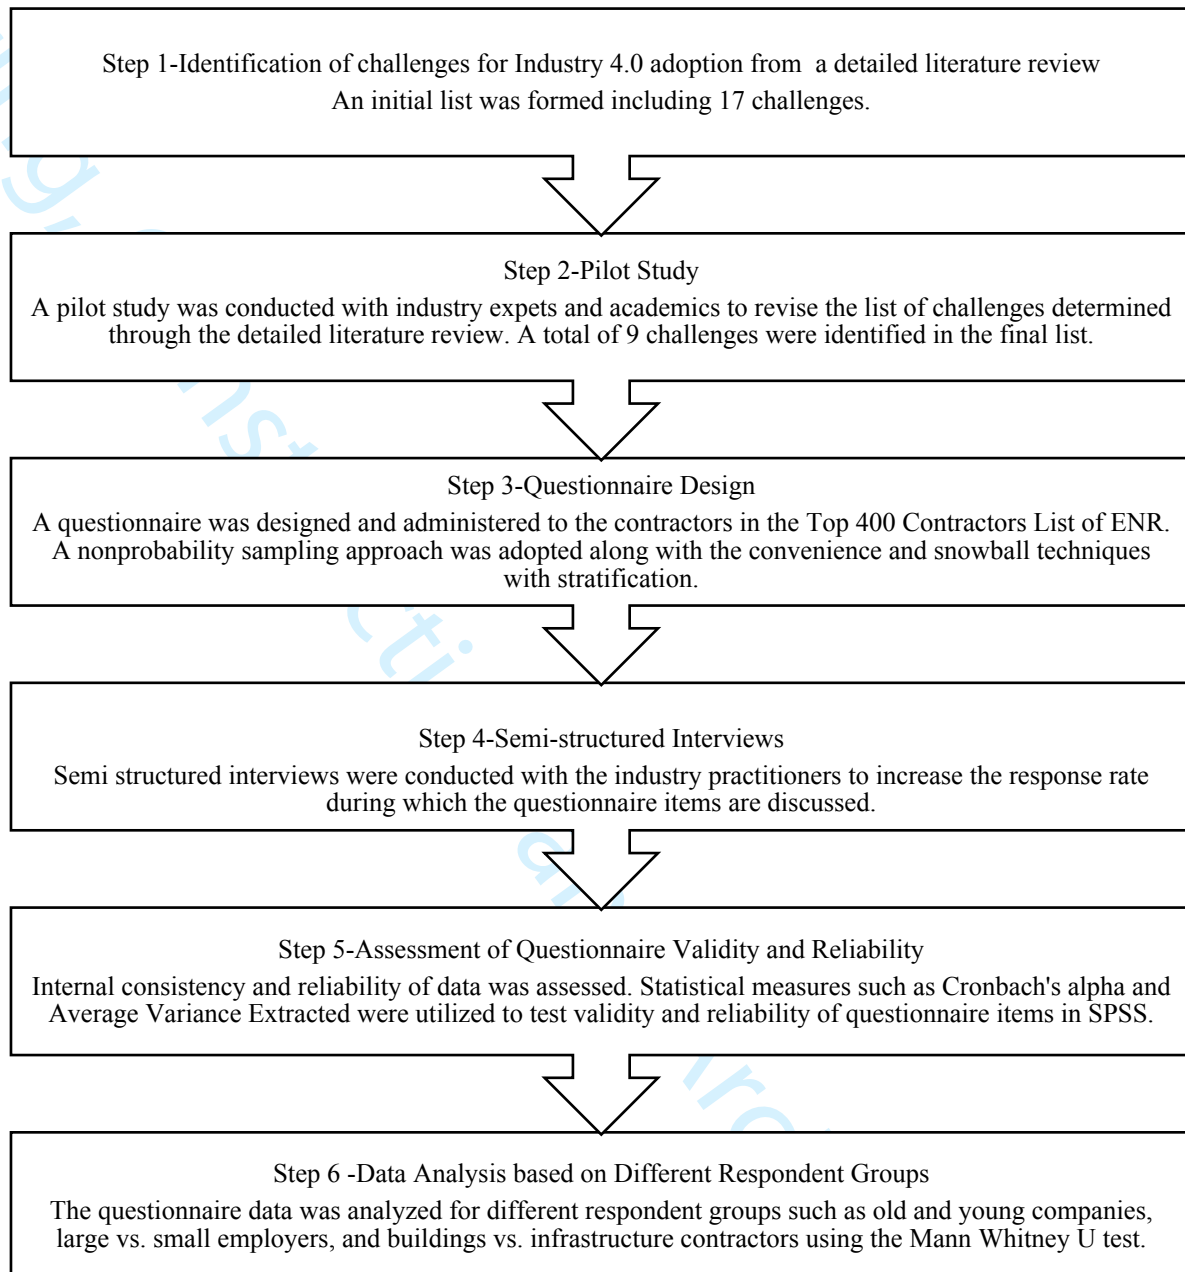 Step 1-Identification of challenges for Industry 4.0 adoption from a detailed literature review
An initial list was formed including 17 challenges.
Step 2-Pilot Study
A pilot study was conducted with industry expets and academics to revise the list of challenges determined
through the detailed literature review. A total of 9 challenges were identified in the final list.
Step 3-Questionnaire Design
A questionnaire was designed and administered to the contractors in the Top 400 Contractors List of ENR.
A nonprobability sampling approach was adopted along with the convenience and snowball techniques
with stratification.
Step 4-Semi-structured Interviews
Semi structured interviews were conducted with the industry practitioners to increase the response rate
during which the questionnaire items are discussed.
Step 5-Assessment of Questionnaire Validity and Reliability
Internal consistency and reliability of data was assessed. Statistical measures such as Cronbach's alpha and
Average Variance Extracted were utilized to test validity and reliability of questionnaire items in SPSS.
Step 6 -Data Analysis based on Different Respondent Groups
The questionnaire data was analyzed for different respondent groups such as old and young companies,
large vs. small employers, and buildings vs. infrastructure contractors using the Mann Whitney U test.